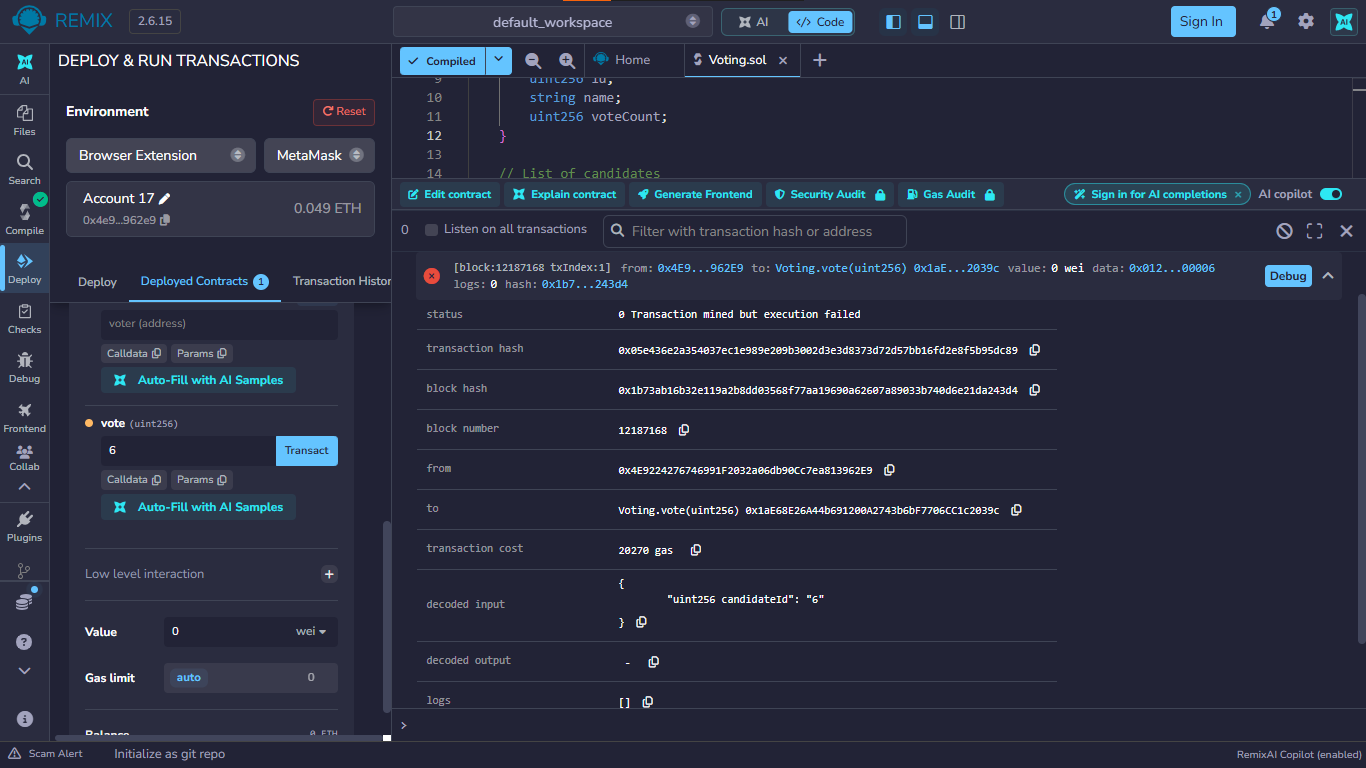 REMIX 2.6.15
default_workspace
AI </> Code
Sign In
1
AI
AI
Files
Search
Compile
Deploy
Checks
Debug
Frontend
Collab
Plugins
DEPLOY & RUN TRANSACTIONS
Environment
Reset
Browser Extension
MetaMask
Account 17
0x4e9...962e9
0.049 ETH
Deploy
Deployed Contracts 1
Transaction Histor
voter (address)
Calldata Params
Auto-Fill with AI Samples
vote (uint256)
6
Transact
Calldata Params
Auto-Fill with AI Samples
Low level interaction
Value
0
wei
Gas limit
auto
0
Balance
0 ETH
Compiled
Home
Voting.sol
9 uint256 id;
10 string name;
11 uint256 voteCount;
12 }
13
14 // List of candidates
Edit contract
Explain contract
Generate Frontend
Security Audit
Gas Audit
Sign in for AI completions ×
AI copilot
0
Listen on all transactions
Filter with transaction hash or address
[block:12187168 txIndex:1] from: 0x4E9...962E9 to: Voting.vote(uint256) 0x1aE...2039c value: 0 wei data: 0x012...00006
logs: 0 hash: 0x1b7...243d4
Debug
status 0 Transaction mined but execution failed
transaction hash 0x05e436e2a354037ec1e989e209b3002d3e3d8373d72d57bb16fd2e8f5b95dc89
block hash 0x1b73ab16b32e119a2b8dd03568f77aa19690a62607a89033b740d6e21da243d4
block number 12187168
from 0x4E9224276746991F2032a06db90Cc7ea813962E9
to Voting.vote(uint256) 0x1aE68E26A44b691200A2743b6bF7706CC1c2039c
transaction cost 20270 gas
decoded input {
"uint256 candidateId": "6"
}
decoded output -
logs []
>
Scam Alert
Initialize as git repo
RemixAI Copilot (enabled)